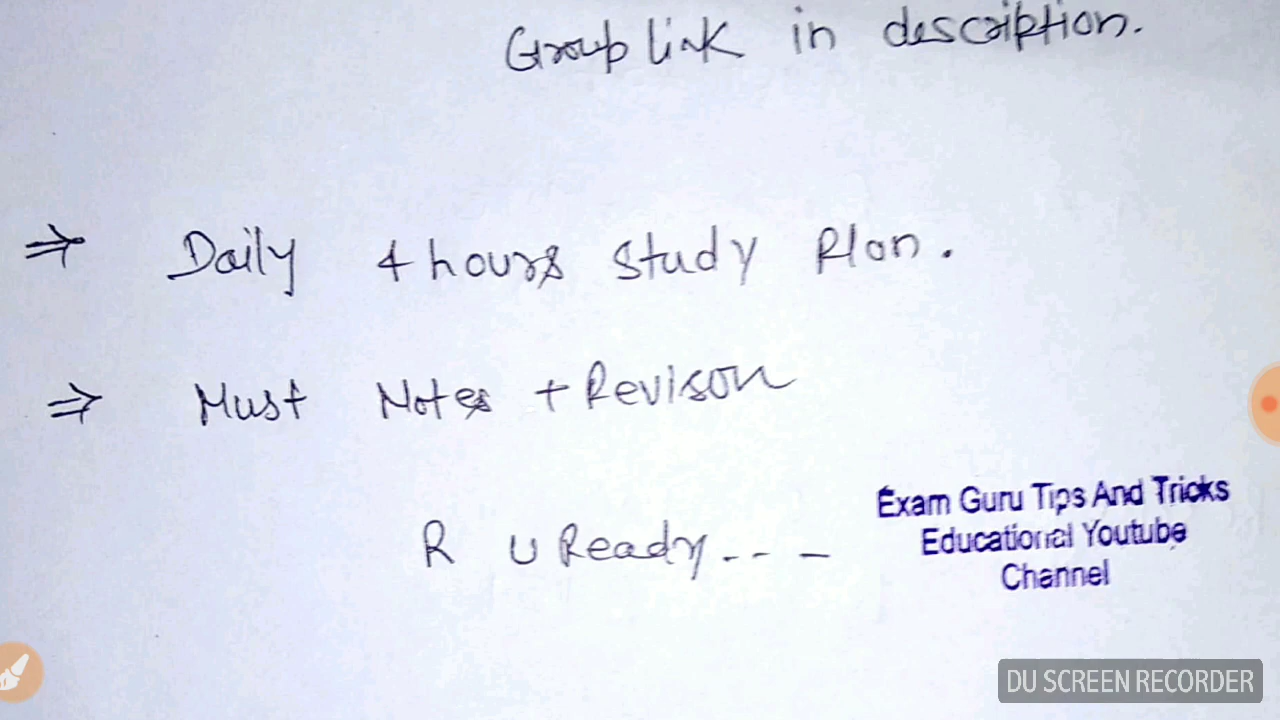 Group link in description.
⇒ Daily 4 hours study Plan.
⇒ Must Notes + Revison
R U Ready - - -
Exam Guru Tips And Tricks
Educational Youtube
Channel
DU SCREEN RECORDER